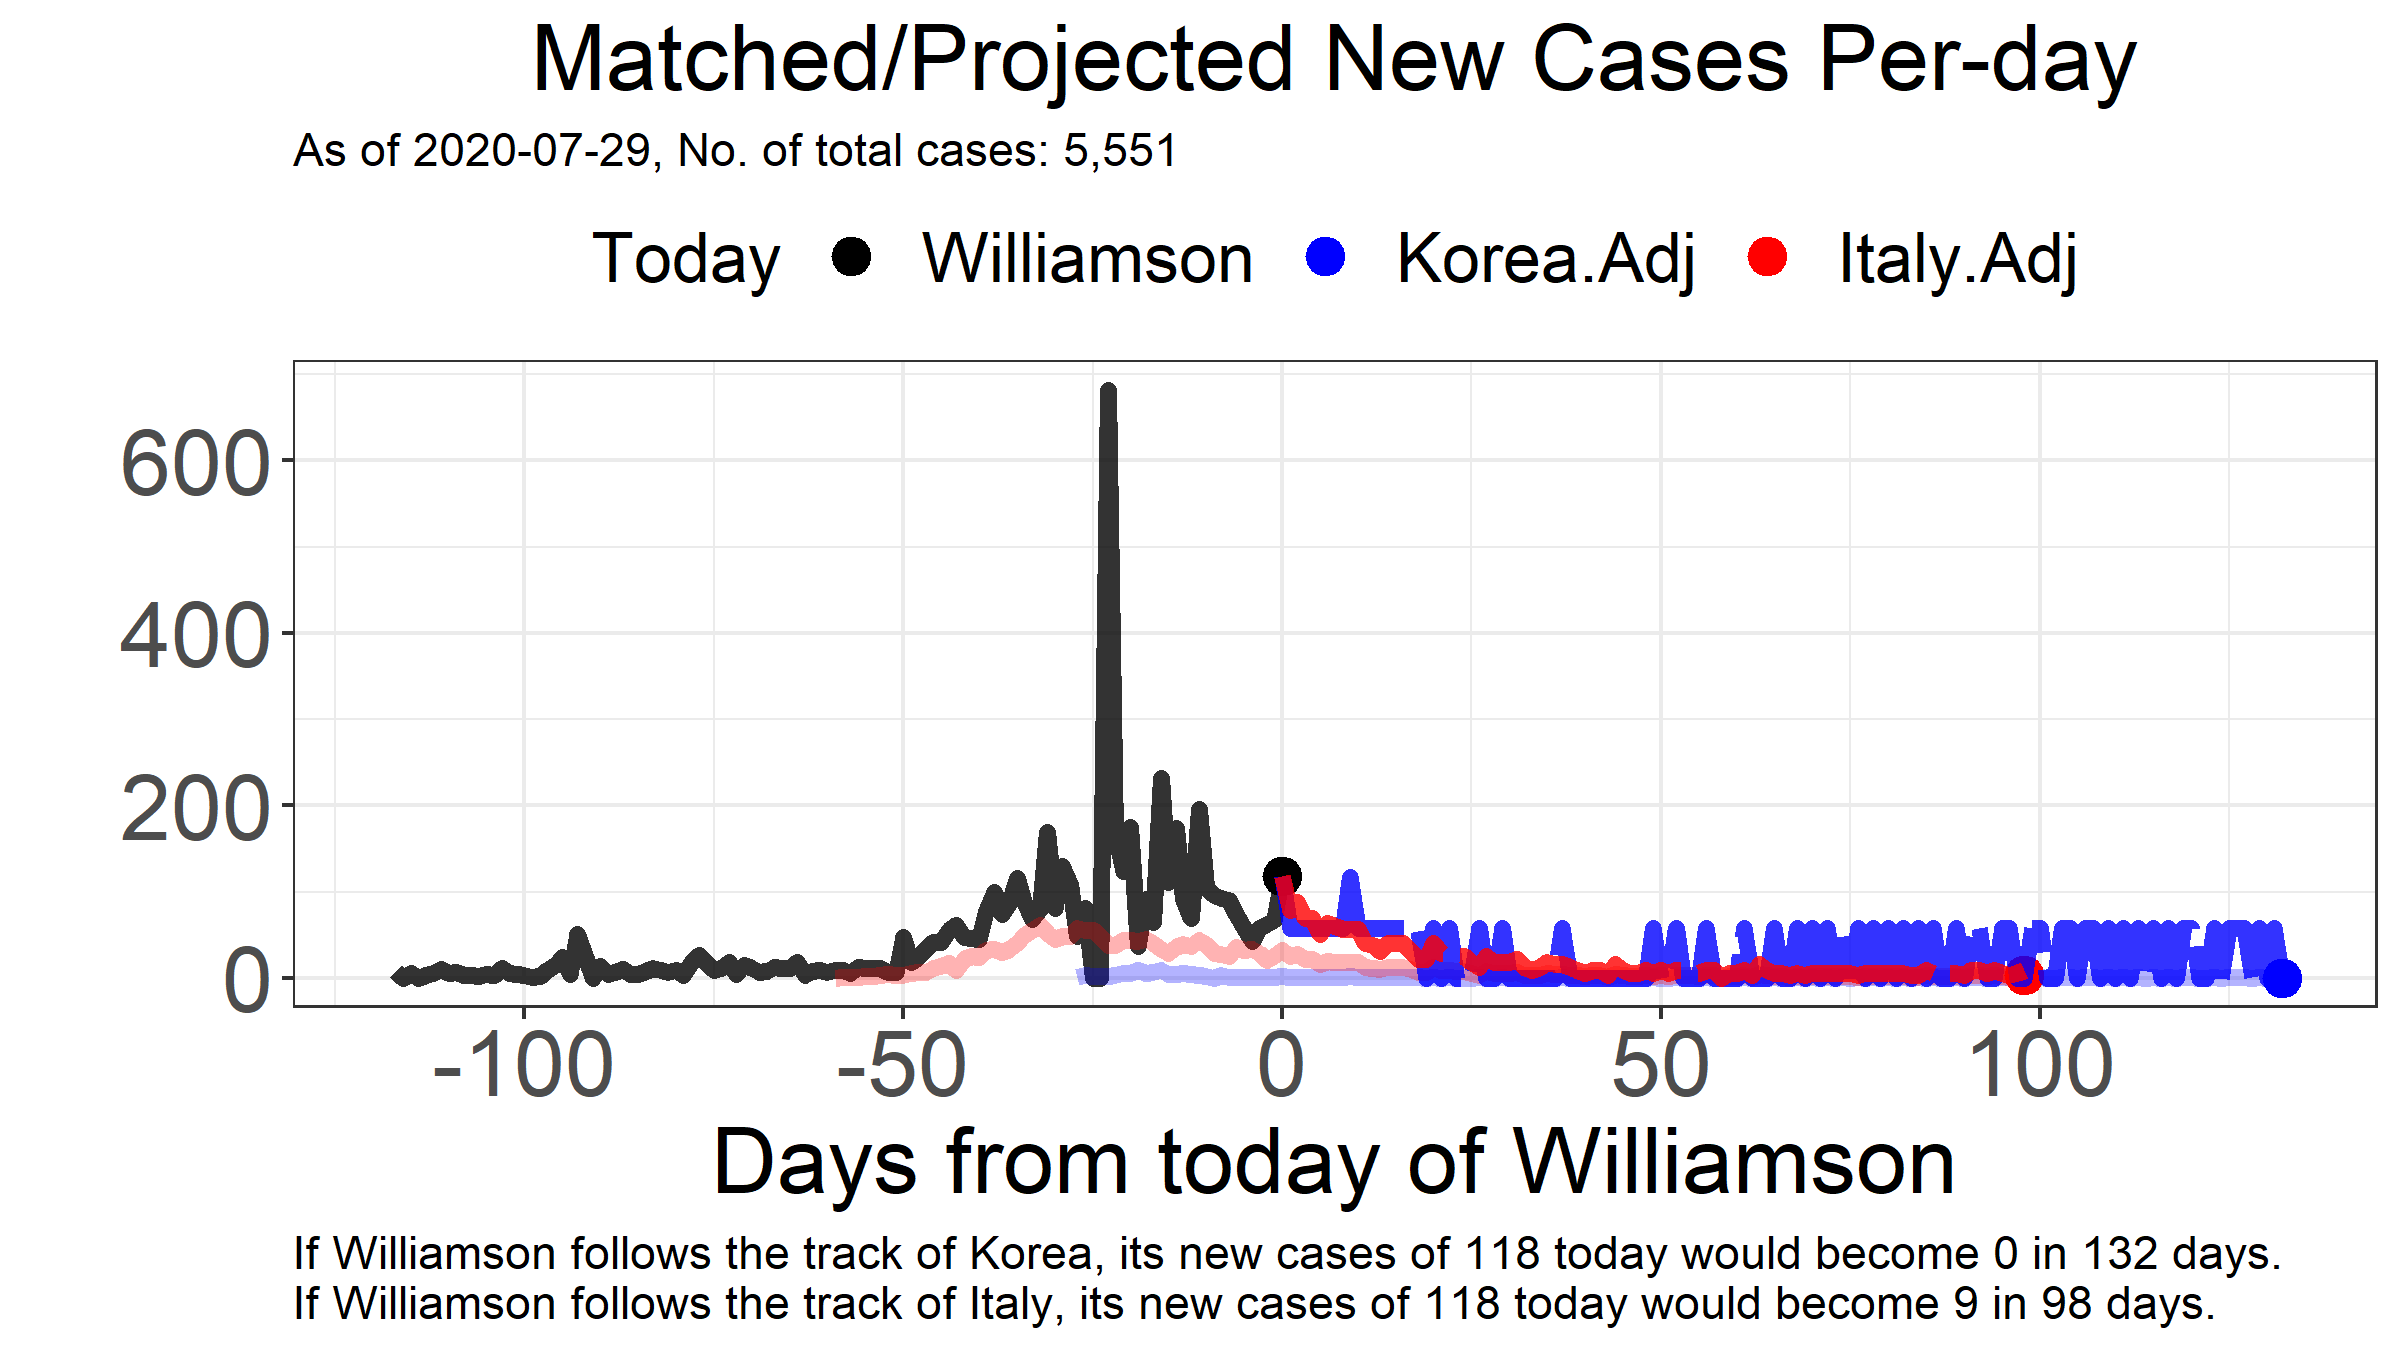 Matched/Projected New Cases Per-day
As of 2020-07-29, No. of total cases: 5,551
Today Williamson Korea.Adj Italy.Adj
600
400
200
0
-100 -50 0 50 100
Days from today of Williamson
If Williamson follows the track of Korea, its new cases of 118 today would become 0 in 132 days.
If Williamson follows the track of Italy, its new cases of 118 today would become 9 in 98 days.